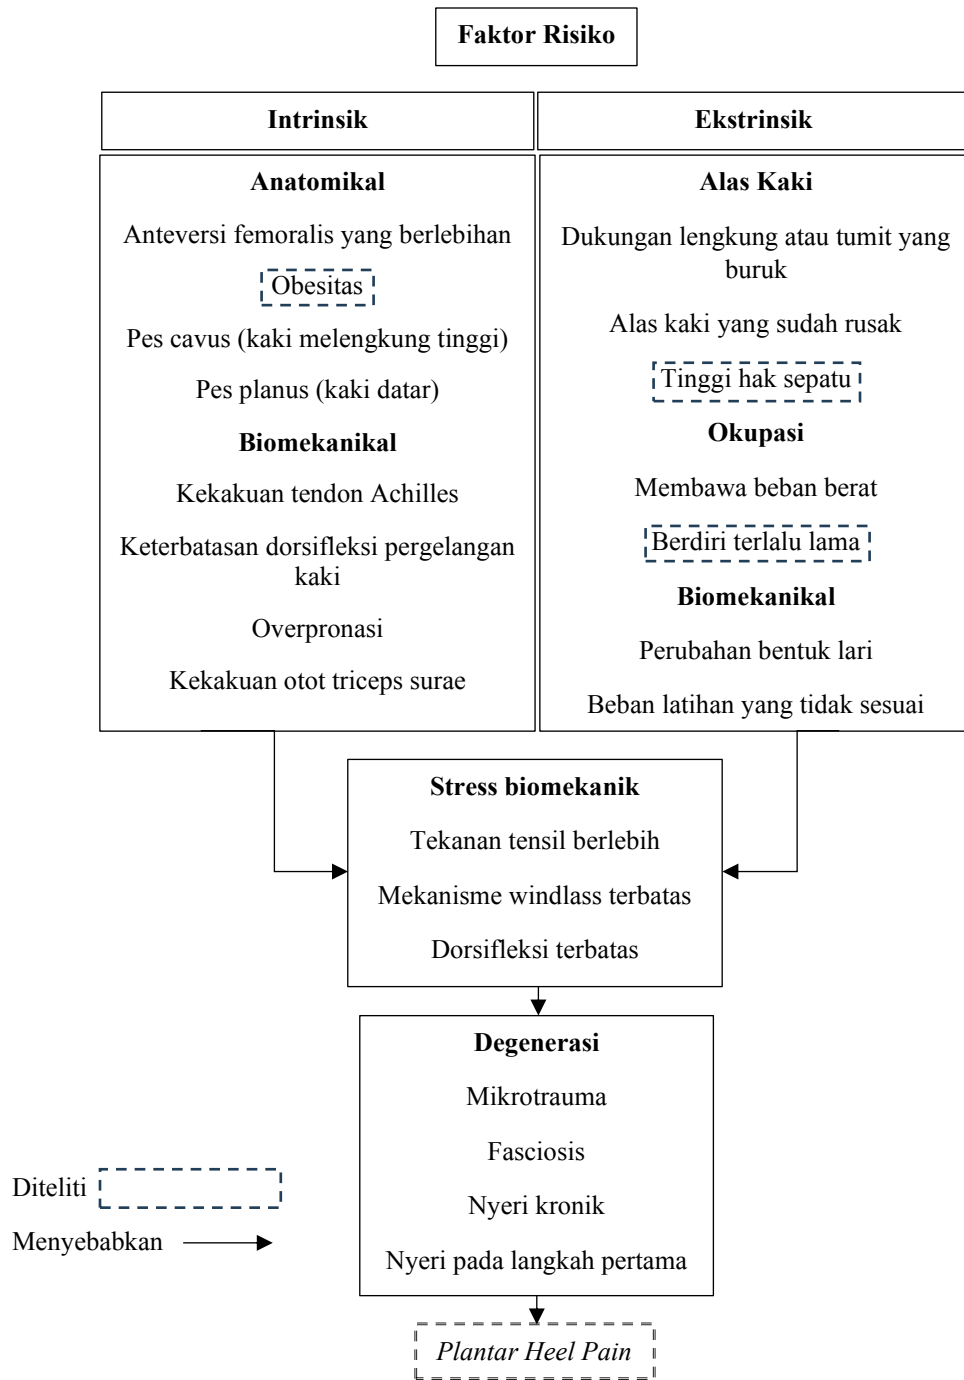 Faktor Risiko
Intrinsik
Ekstrinsik
Anatomikal
Anteversi femoralis yang berlebihan
Obesitas
Pes cavus (kaki melengkung tinggi)
Pes planus (kaki datar)
Biomekanikal
Kekakuan tendon Achilles
Keterbatasan dorsifleksi pergelangan
kaki
Overpronasi
Kekakuan otot triceps surae
Alas Kaki
Dukungan lengkung atau tumit yang
buruk
Alas kaki yang sudah rusak
Tinggi hak sepatu
Okupasi
Membawa beban berat
Berdiri terlalu lama
Biomekanikal
Perubahan bentuk lari
Beban latihan yang tidak sesuai
Stress biomekanik
Tekanan tensil berlebih
Mekanisme windlass terbatas
Dorsifleksi terbatas
Degenerasi
Mikrotrauma
Fasciosis
Nyeri kronik
Nyeri pada langkah pertama
Plantar Heel Pain
Diteliti
Menyebabkan